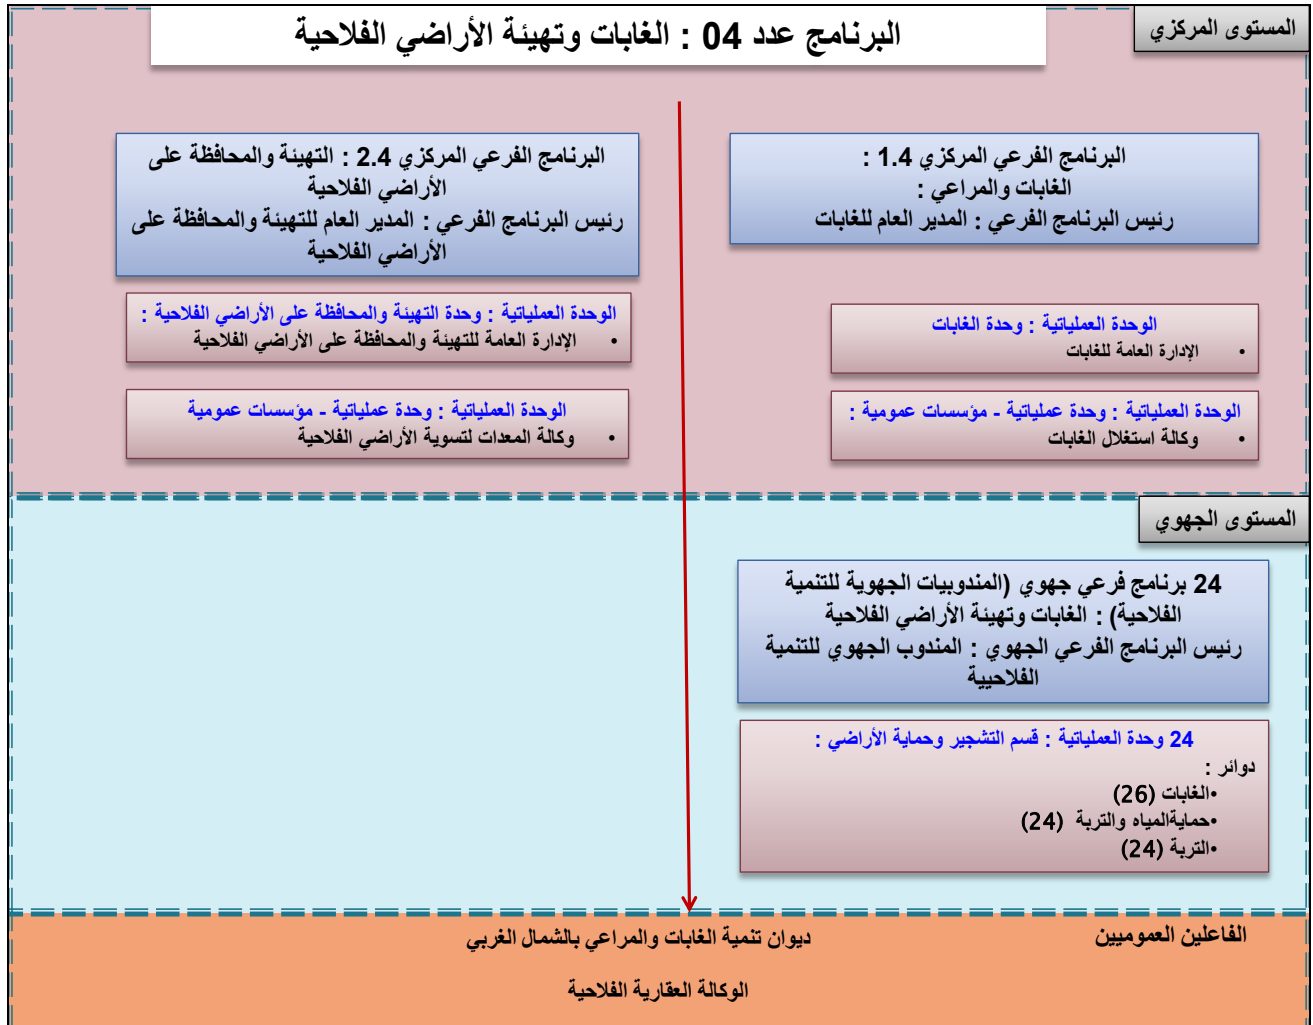 المستوى المركزي
البرنامج عدد 04 : الغابات وتهيئة الأراضي الفلاحية
البرنامج الفرعي المركزي 1.4 :
الغابات والمراعي :
رئيس البرنامج الفرعي : المدير العام للغابات
البرنامج الفرعي المركزي 2.4 : التهيئة والمحافظة على
الأراضي الفلاحية
رئيس البرنامج الفرعي : المدير العام للتهيئة والمحافظة على
الأراضي الفلاحية
الوحدة العملياتية : وحدة الغابات
• الإدارة العامة للغابات
الوحدة العملياتية : وحدة التهيئة والمحافظة على الأراضي الفلاحية :
• الإدارة العامة للتهيئة والمحافظة على الأراضي الفلاحية
الوحدة العملياتية : وحدة عملياتية - مؤسسات عمومية :
• وكالة استغلال الغابات
الوحدة العملياتية : وحدة عملياتية - مؤسسات عمومية
• وكالة المعدات لتسوية الأراضي الفلاحية
المستوى الجهوي
24 برنامج فرعي جهوي (المندوبيات الجهوية للتنمية
الفلاحية) : الغابات وتهيئة الأراضي الفلاحية
رئيس البرنامج الفرعي الجهوي : المندوب الجهوي للتنمية
الفلاحيية
24 وحدة العملياتية : قسم التشجير وحماية الأراضي :
دوائر :
•الغابات (26)
•حمايةالمياه والتربة (24)
•التربة (24)
الفاعلين العموميين
ديوان تنمية الغابات والمراعي بالشمال الغربي
الوكالة العقارية الفلاحية